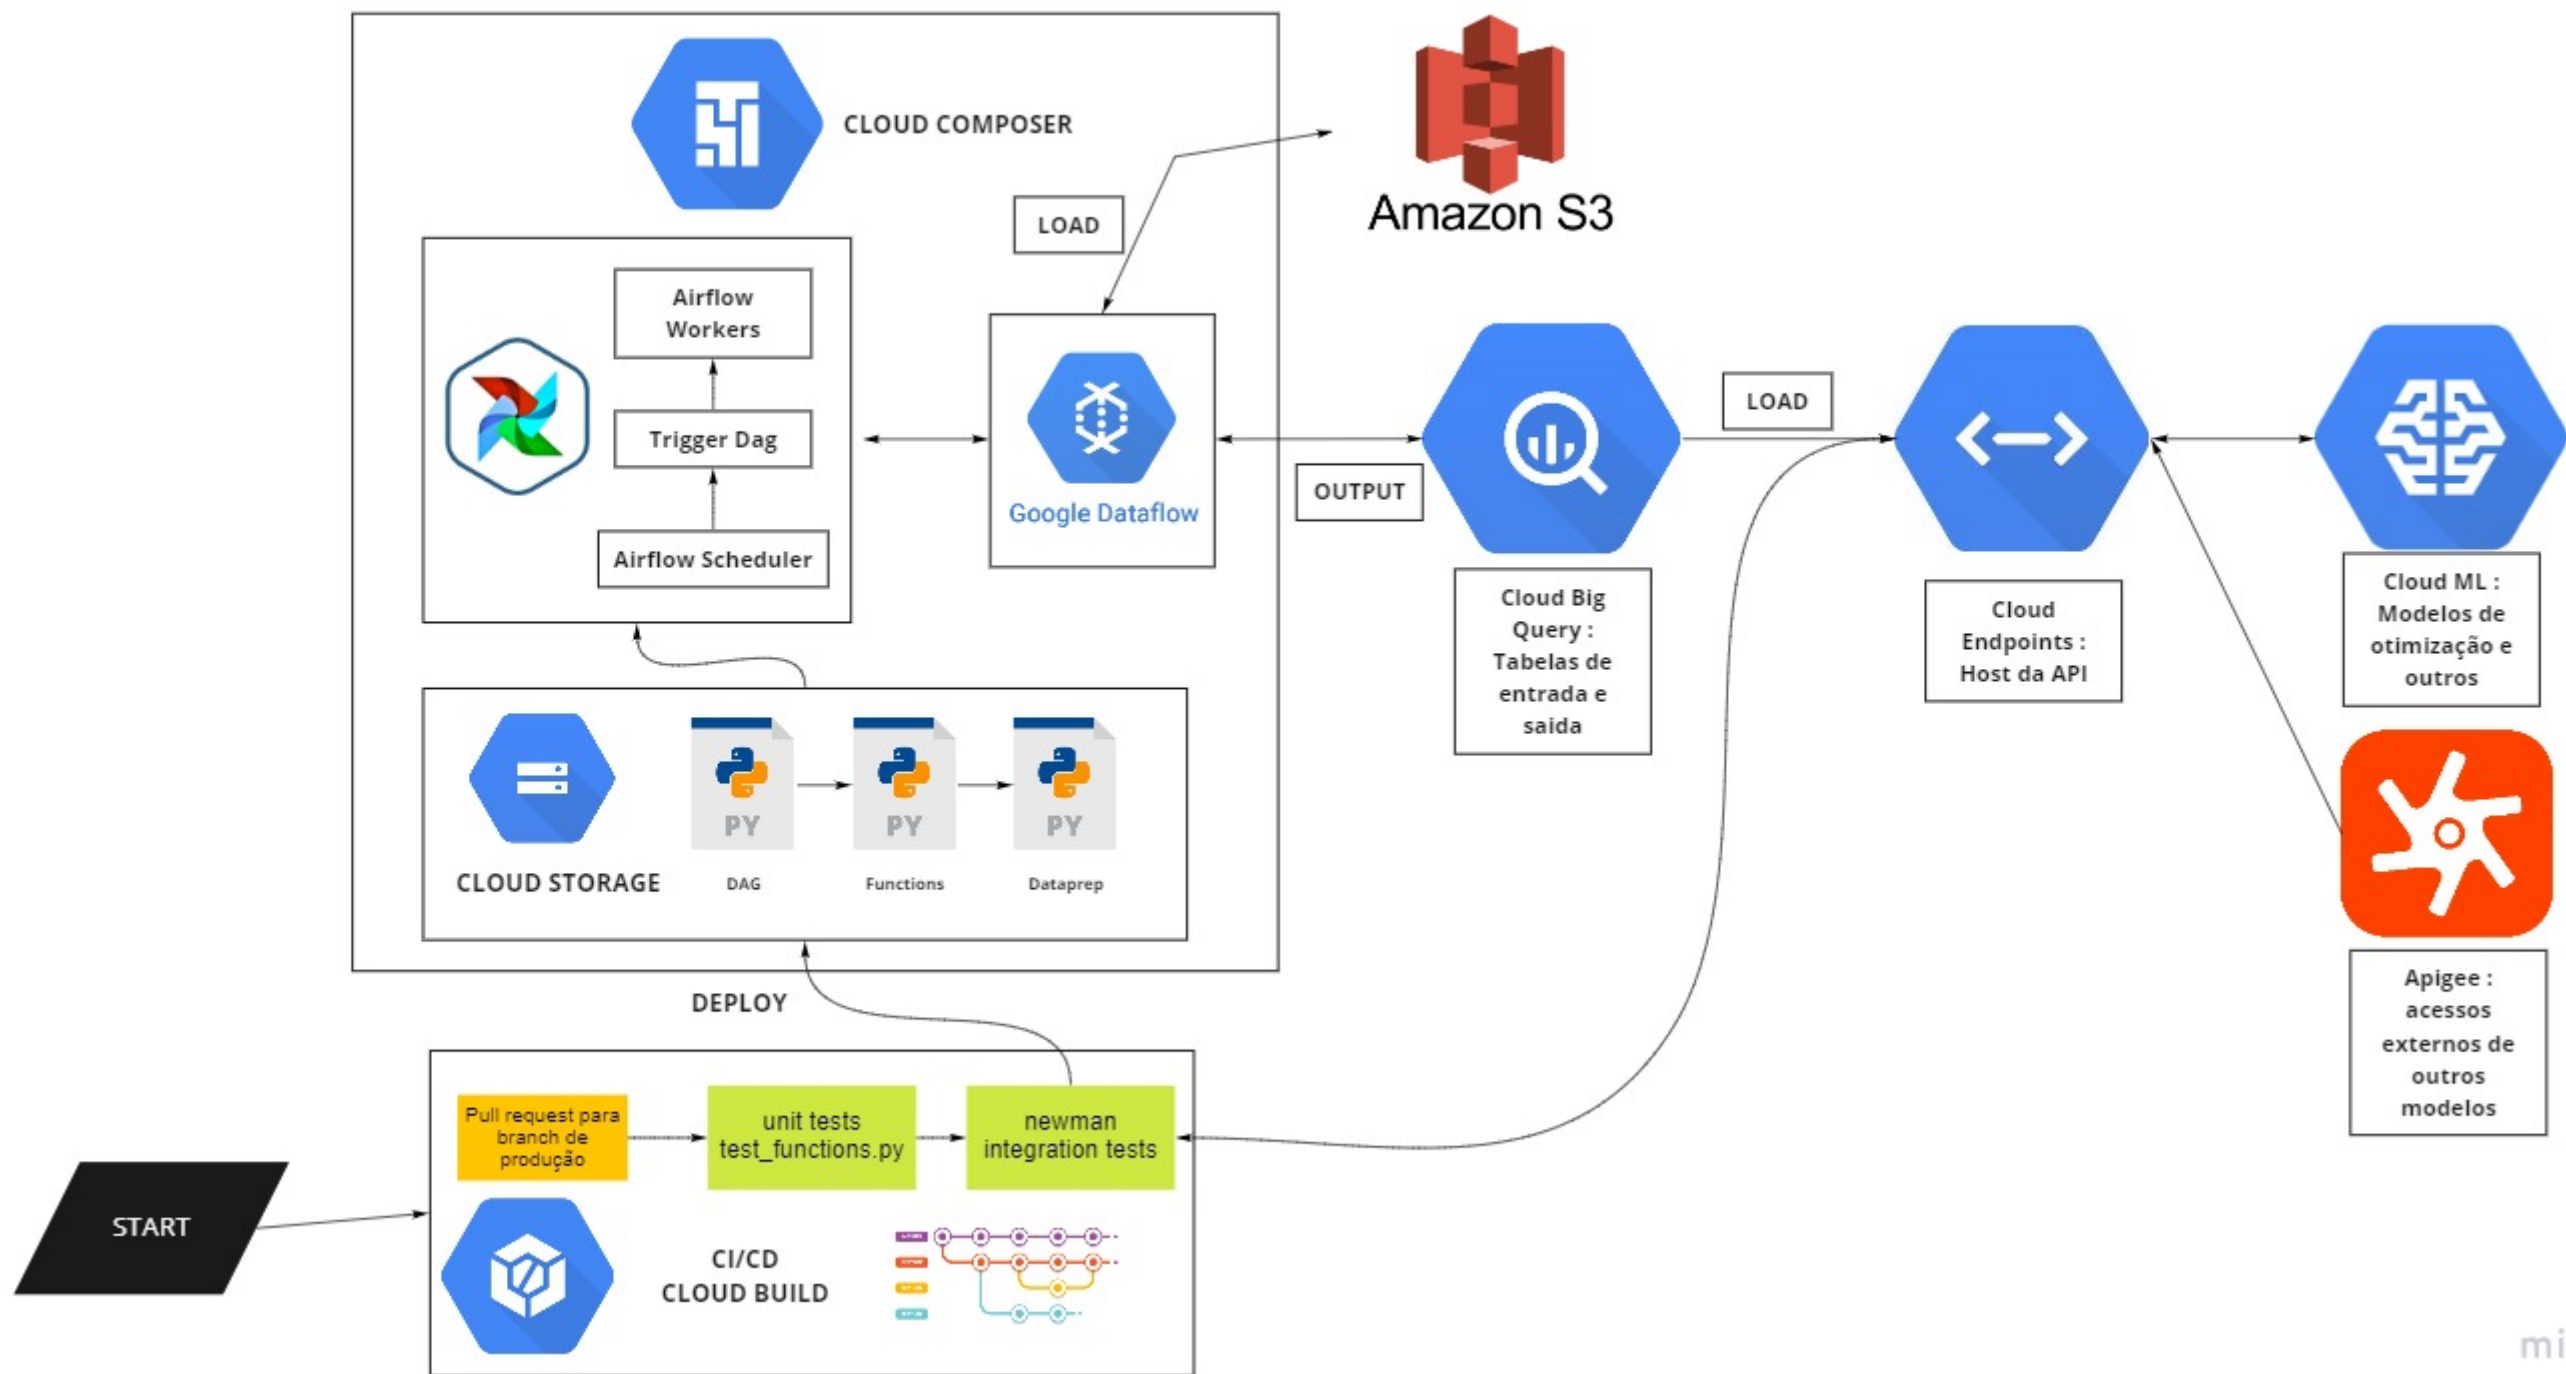 CLOUD COMPOSER
Amazon S3
LOAD
Airflow
Workers
Trigger Dag
Airflow Scheduler
Google Dataflow
OUTPUT
LOAD
Cloud Big
Query :
Tabelas de
entrada e
saida
Cloud
Endpoints :
Host da API
Cloud ML :
Modelos de
otimização e
outros
CLOUD STORAGE
PY
DAG
PY
Functions
PY
Dataprep
Apigee :
acessos
externos de
outros
modelos
DEPLOY
Pull request para
branch de
produção
unit tests
test_functions.py
newman
integration tests
START
CI/CD
CLOUD BUILD
mi